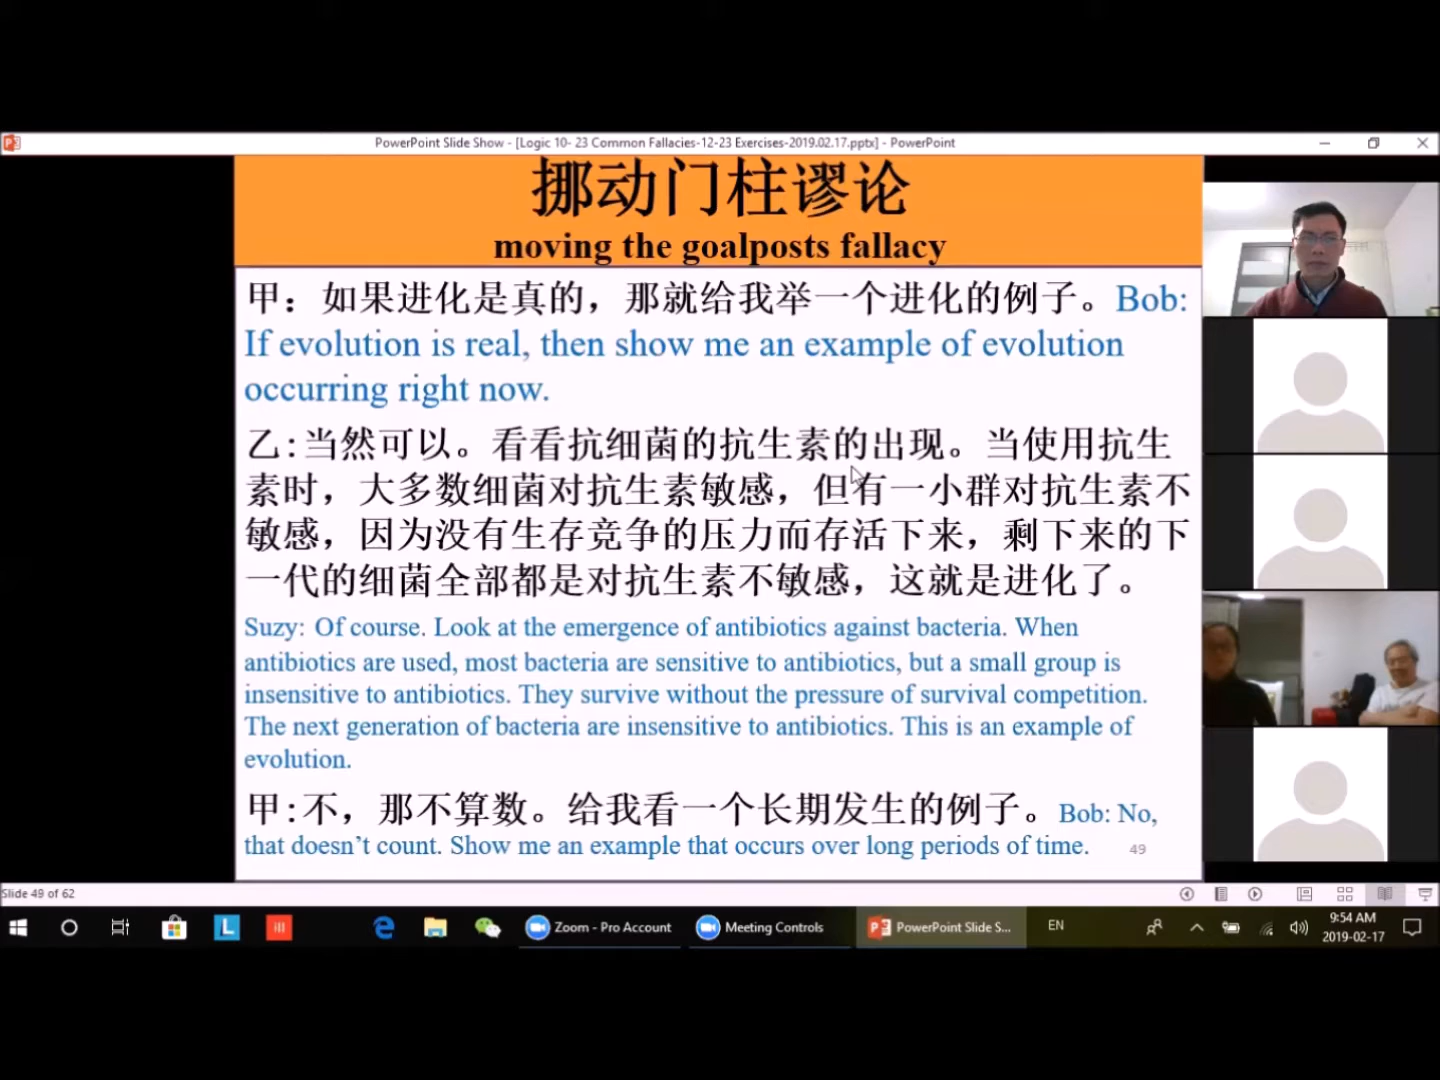 PowerPoint Slide Show - [Logic 10- 23 Common Fallacies-12-23 Exercises-2019.02.17.pptx] - PowerPoint
挪动门柱谬论
moving the goalposts fallacy
甲：如果进化是真的，那就给我举一个进化的例子。Bob:
If evolution is real, then show me an example of evolution
occurring right now.
乙：当然可以。看看抗细菌的抗生素的出现。当使用抗生
素时，大多数细菌对抗生素敏感，但有一小群对抗生素不
敏感，因为没有生存竞争的压力而存活下来，剩下来的下
一代的细菌全部都是对抗生素不敏感，这就是进化了。
Suzy: Of course. Look at the emergence of antibiotics against bacteria. When
antibiotics are used, most bacteria are sensitive to antibiotics, but a small group is
insensitive to antibiotics. They survive without the pressure of survival competition.
The next generation of bacteria are insensitive to antibiotics. This is an example of
evolution.
甲：不，那不算数。给我看一个长期发生的例子。Bob: No,
that doesn't count. Show me an example that occurs over long periods of time. 49
Slide 49 of 62
L
Zoom - Pro Account
Meeting Controls
PowerPoint Slide S...
EN
9:54 AM
2019-02-17